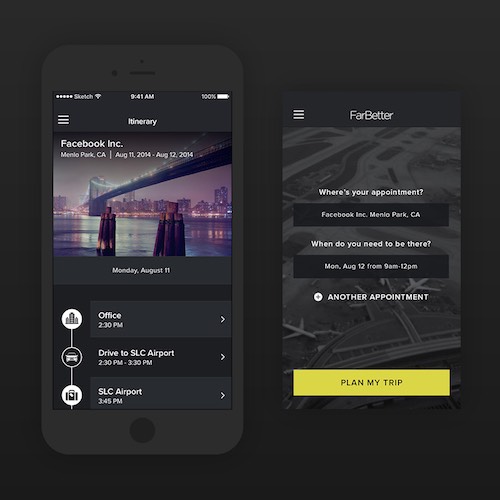 Sketch
9:41 AM
100%
Itinerary
Facebook Inc.
Menlo Park, CA | Aug 11, 2014 - Aug 12, 2014
Monday, August 11
Office
2:30 PM
Drive to SLC Airport
2:30 PM - 3:30 PM
SLC Airport
3:45 PM
FarBetter
Where's your appointment?
Facebook Inc. Menlo Park, CA
When do you need to be there?
Mon, Aug 12 from 9am-12pm
ANOTHER APPOINTMENT
PLAN MY TRIP